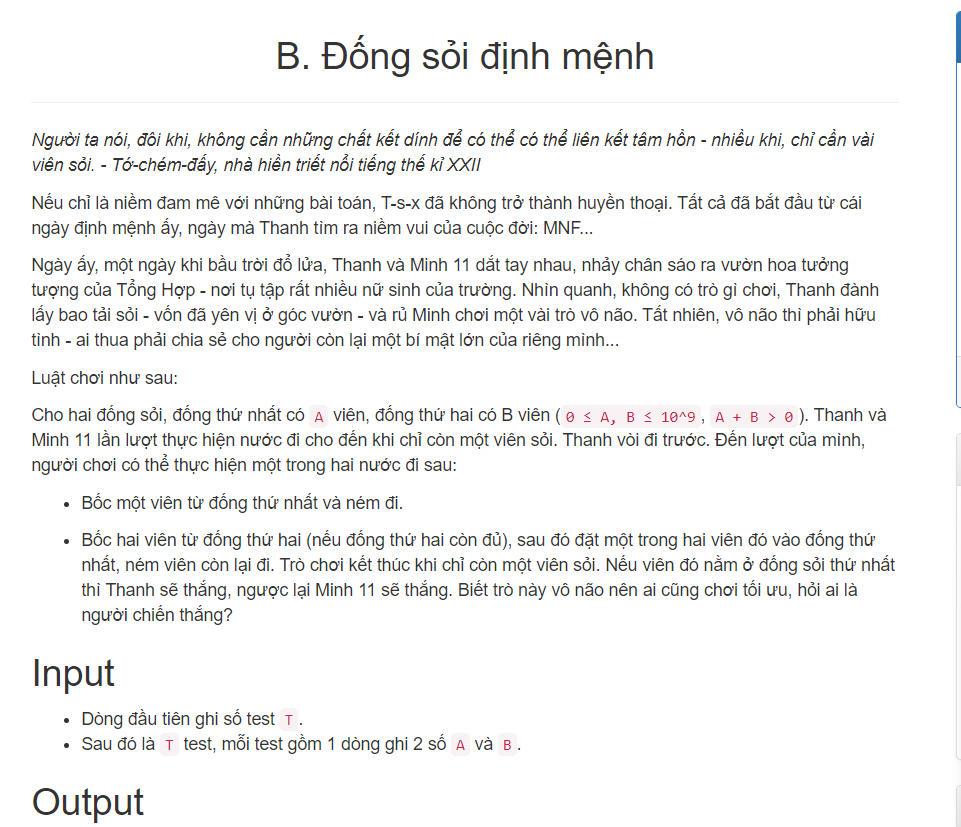 B. Đống sỏi định mệnh
Người ta nói, đôi khi, không cần những chất kết dính để có thể có thể liên kết tâm hồn - nhiều khi, chỉ cần vài
viên sỏi. - Tớ-chém-đấy, nhà hiền triết nổi tiếng thế kỉ XXII
Nếu chỉ là niềm đam mê với những bài toán, T-s-x đã không trở thành huyền thoại. Tất cả đã bắt đầu từ cái
ngày định mệnh ấy, ngày mà Thanh tìm ra niềm vui của cuộc đời: MNF...
Ngày ấy, một ngày khi bầu trời đổ lửa, Thanh và Minh 11 dắt tay nhau, nhảy chân sáo ra vườn hoa tưởng
tượng của Tổng Hợp - nơi tụ tập rất nhiều nữ sinh của trường. Nhìn quanh, không có trò gì chơi, Thanh đành
lấy bao tải sỏi - vốn đã yên vị ở góc vườn - và rủ Minh chơi một vài trò vô não. Tất nhiên, vô não thì phải hữu
tình - ai thua phải chia sẻ cho người còn lại một bí mật lớn của riêng mình...
Luật chơi như sau:
Cho hai đống sỏi, đống thứ nhất có A viên, đống thứ hai có B viên ( 0 ≤ A, B ≤ 10^9 , A + B > 0 ). Thanh và
Minh 11 lần lượt thực hiện nước đi cho đến khi chỉ còn một viên sỏi. Thanh vòi đi trước. Đến lượt của mình,
người chơi có thể thực hiện một trong hai nước đi sau:
• Bốc một viên từ đống thứ nhất và ném đi.
• Bốc hai viên từ đống thứ hai (nếu đống thứ hai còn đủ), sau đó đặt một trong hai viên đó vào đống thứ
nhất, ném viên còn lại đi. Trò chơi kết thúc khi chỉ còn một viên sỏi. Nếu viên đó nằm ở đống sỏi thứ nhất
thì Thanh sẽ thắng, ngược lại Minh 11 sẽ thắng. Biết trò này vô não nên ai cũng chơi tối ưu, hỏi ai là
người chiến thắng?
Input
• Dòng đầu tiên ghi số test T .
• Sau đó là T test, mỗi test gồm 1 dòng ghi 2 số A và B .
Output